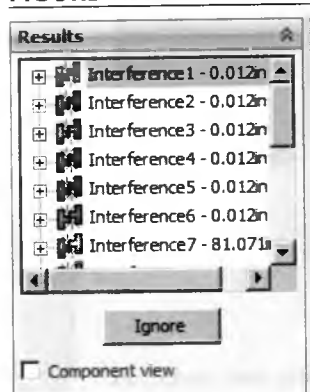 Results
Interference1 - 0.012in
Interference2 - 0.012in
Interference3 - 0.012in
Interference4 - 0.012in
Interference5 - 0.012in
Interference6 - 0.012in
Interference7 - 81.071
Ignore
Component view